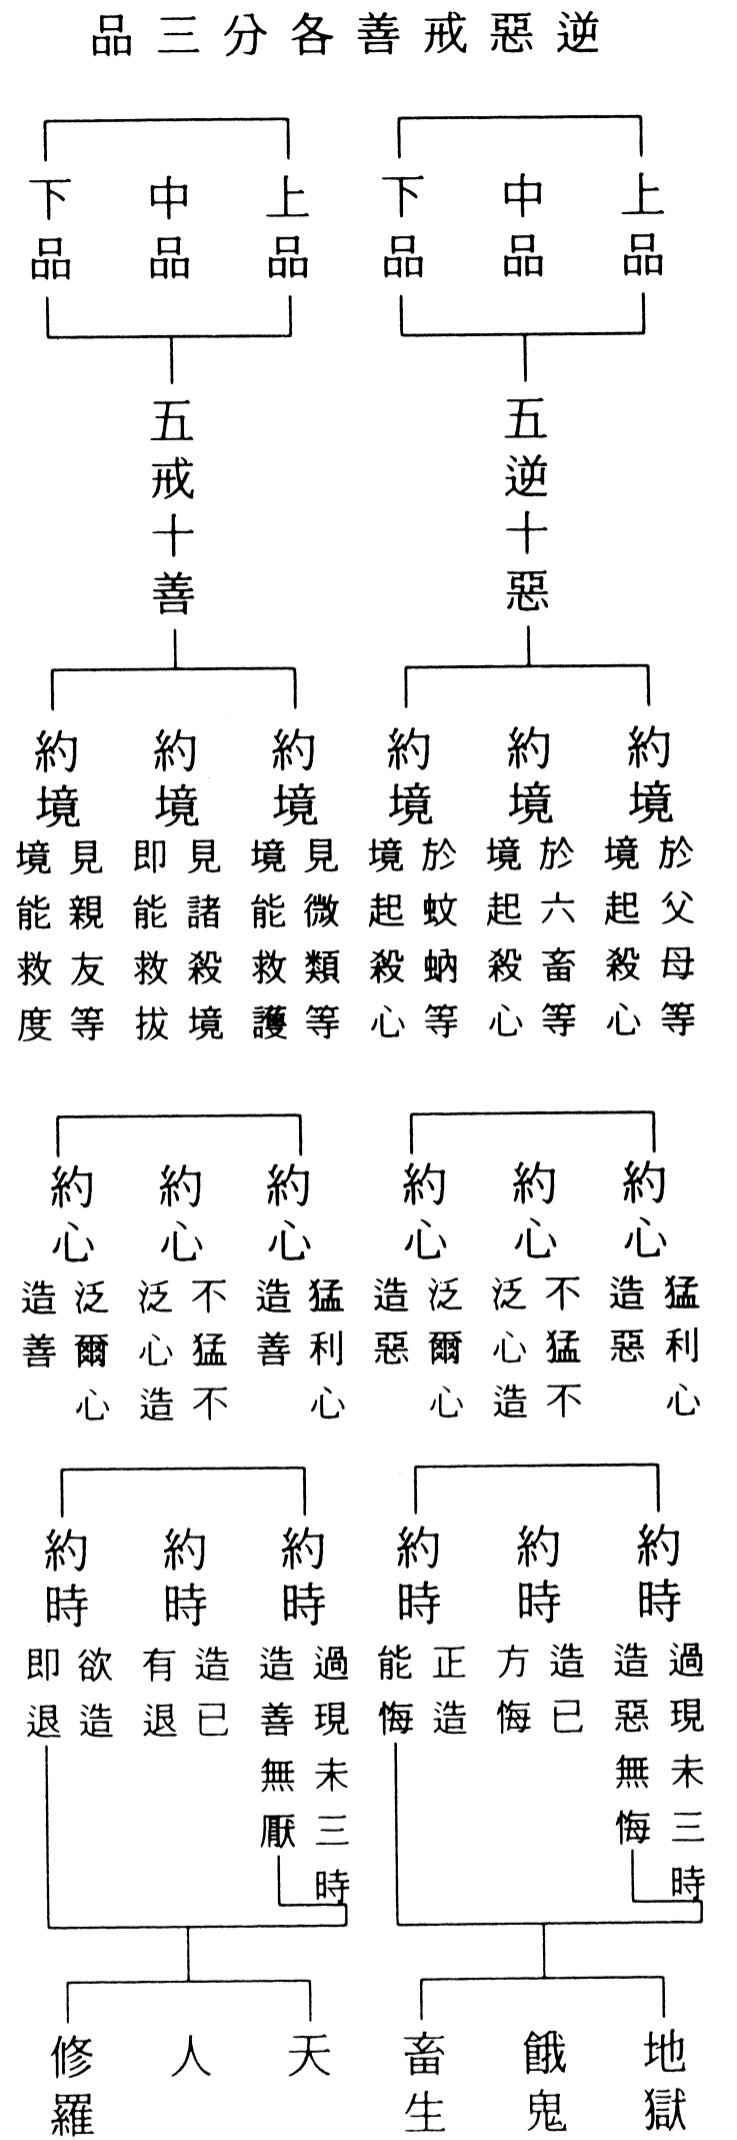 逆惡戒善各分三品
上品
中品
下品
五逆十惡
約境
於父母等
境起殺心
約境
於六畜等
境起殺心
約境
於蚊蚋等
境起殺心
約心
猛利心
造惡
約心
不猛不
泛心造
約心
泛爾心
造惡
約時
過現未三時
造惡無悔
約時
造已
方悔
約時
正造
能悔
地獄
餓鬼
畜生
上品
中品
下品
五戒十善
約境
見微類等
境能救護
約境
見諸殺境
即能救拔
約境
見親友等
境能救度
約心
猛利心
造善
約心
不猛不
泛心造
約心
泛爾心
造善
約時
過現未三時
造善無厭
約時
造已
有退
約時
欲造
即退
天
人
修羅